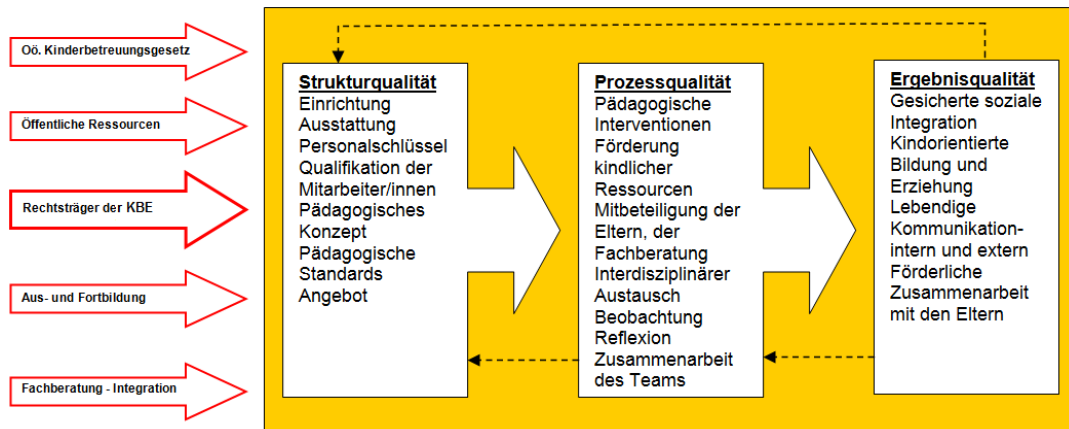 Oö. Kinderbetreuungsgesetz
Öffentliche Ressourcen
Rechtsträger der KBE
Aus- und Fortbildung
Fachberatung - Integration
Strukturqualität
Einrichtung
Ausstattung
Personalschlüssel
Qualifikation der
Mitarbeiter/innen
Pädagogisches
Konzept
Pädagogische
Standards
Angebot
Prozessqualität
Pädagogische
Interventionen
Förderung
kindlicher
Ressourcen
Mitbeteiligung der
Eltern, der
Fachberatung
Interdisziplinärer
Austausch
Beobachtung
Reflexion
Zusammenarbeit
des Teams
Ergebnisqualität
Gesicherte soziale
Integration
Kindorientierte
Bildung und
Erziehung
Lebendige
Kommunikation-
intern und extern
Förderliche
Zusammenarbeit
mit den Eltern